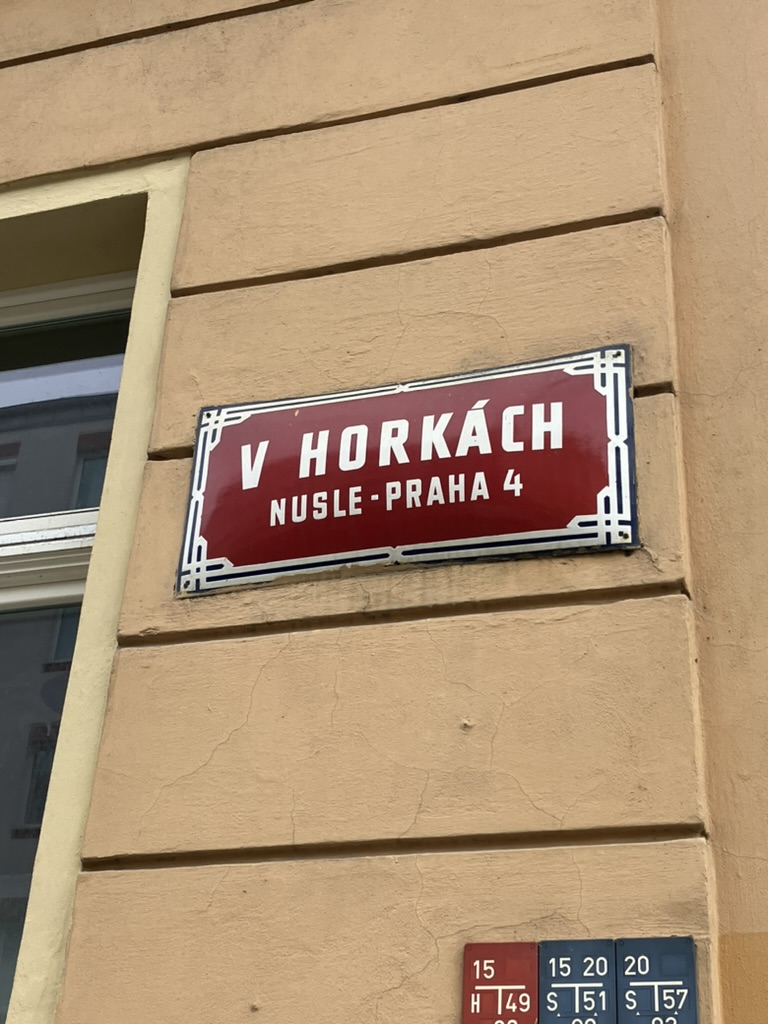 V HORKÁCH
NUSLE-PRAHA 4
15
H 49
15 20
S 51
20
S 57